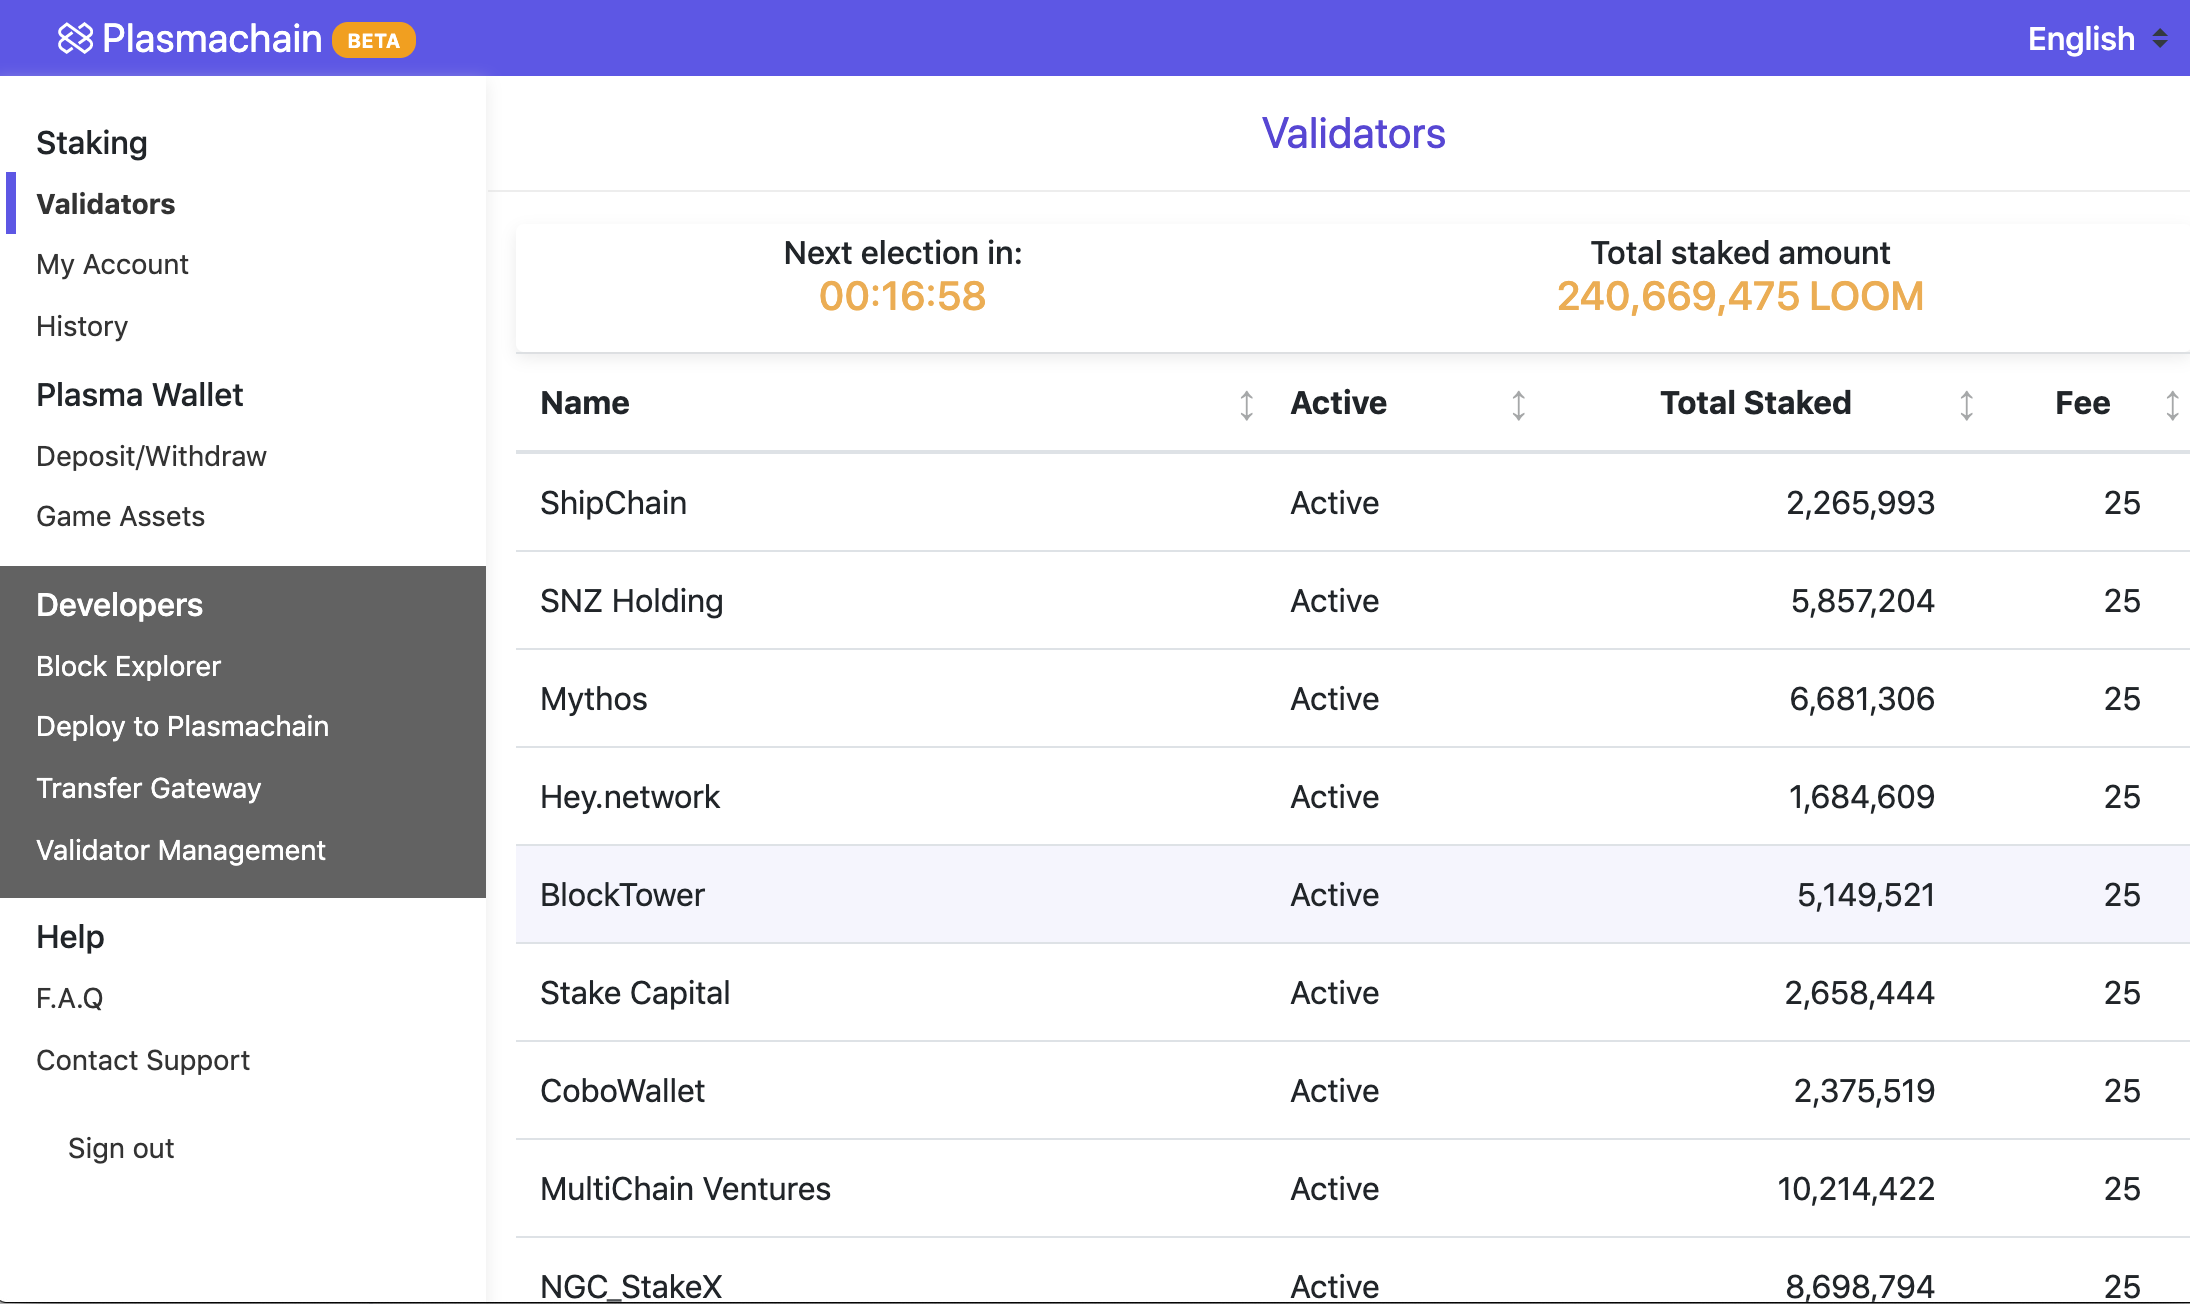 Plasmachain BETA
English
Staking
Validators
My Account
History
Plasma Wallet
Deposit/Withdraw
Game Assets
Developers
Block Explorer
Deploy to Plasmachain
Transfer Gateway
Validator Management
Help
F.A.Q
Contact Support
Sign out
Validators
Next election in:
00:16:58
Total staked amount
240,669,475 LOOM
Name Active Total Staked Fee
ShipChain Active 2,265,993 25
SNZ Holding Active 5,857,204 25
Mythos Active 6,681,306 25
Hey.network Active 1,684,609 25
BlockTower Active 5,149,521 25
Stake Capital Active 2,658,444 25
CoboWallet Active 2,375,519 25
MultiChain Ventures Active 10,214,422 25
NGC_StakeX Active 8,698,794 25